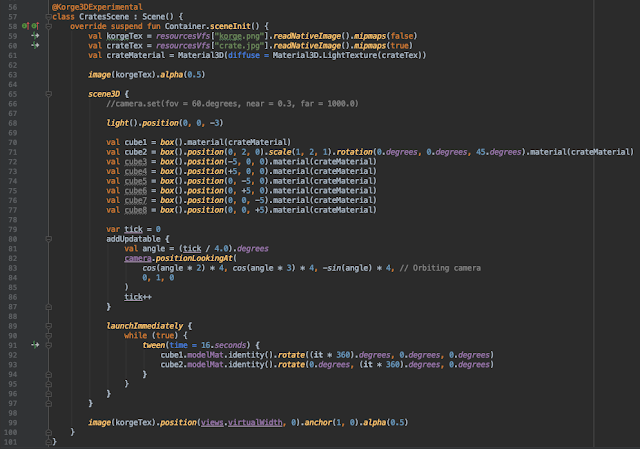 56 @Korge3DExperimental
57 class CratesScene : Scene() {
58 override suspend fun Container.sceneInit() {
59 val korgeTex = resourcesVfs["korge.png"].readNativeImage().mipmaps(false)
60 val crateTex = resourcesVfs["crate.jpg"].readNativeImage().mipmaps(true)
61 val crateMaterial = Material3D(diffuse = Material3D.LightTexture(crateTex))
62
63 image(korgeTex).alpha(0.5)
64
65 scene3D {
66 //camera.set(fov = 60.degrees, near = 0.3, far = 1000.0)
67
68 light().position(0, 0, -3)
69
70 val cube1 = box().material(crateMaterial)
71 val cube2 = box().position(0, 2, 0).scale(1, 2, 1).rotation(0.degrees, 0.degrees, 45.degrees).material(crateMaterial)
72 val cube3 = box().position(-5, 0, 0).material(crateMaterial)
73 val cube4 = box().position(+5, 0, 0).material(crateMaterial)
74 val cube5 = box().position(0, -5, 0).material(crateMaterial)
75 val cube6 = box().position(0, +5, 0).material(crateMaterial)
76 val cube7 = box().position(0, 0, -5).material(crateMaterial)
77 val cube8 = box().position(0, 0, +5).material(crateMaterial)
78
79 var tick = 0
80 addUpdatable {
81 val angle = (tick / 4.0).degrees
82 camera.positionLookingAt(
83 cos(angle * 2) * 4, cos(angle * 3) * 4, -sin(angle) * 4, // Orbiting camera
84 0, 1, 0
85 )
86 tick++
87 }
88
89 launchImmediately {
90 while (true) {
91 tween(time = 16.seconds) {
92 cube1.modelMat.identity().rotate((it * 360).degrees, 0.degrees, 0.degrees)
93 cube2.modelMat.identity().rotate(0.degrees, (it * 360).degrees, 0.degrees)
94 }
95 }
96 }
97 }
98
99 image(korgeTex).position(views.virtualWidth, 0).anchor(1, 0).alpha(0.5)
100 }
101 }